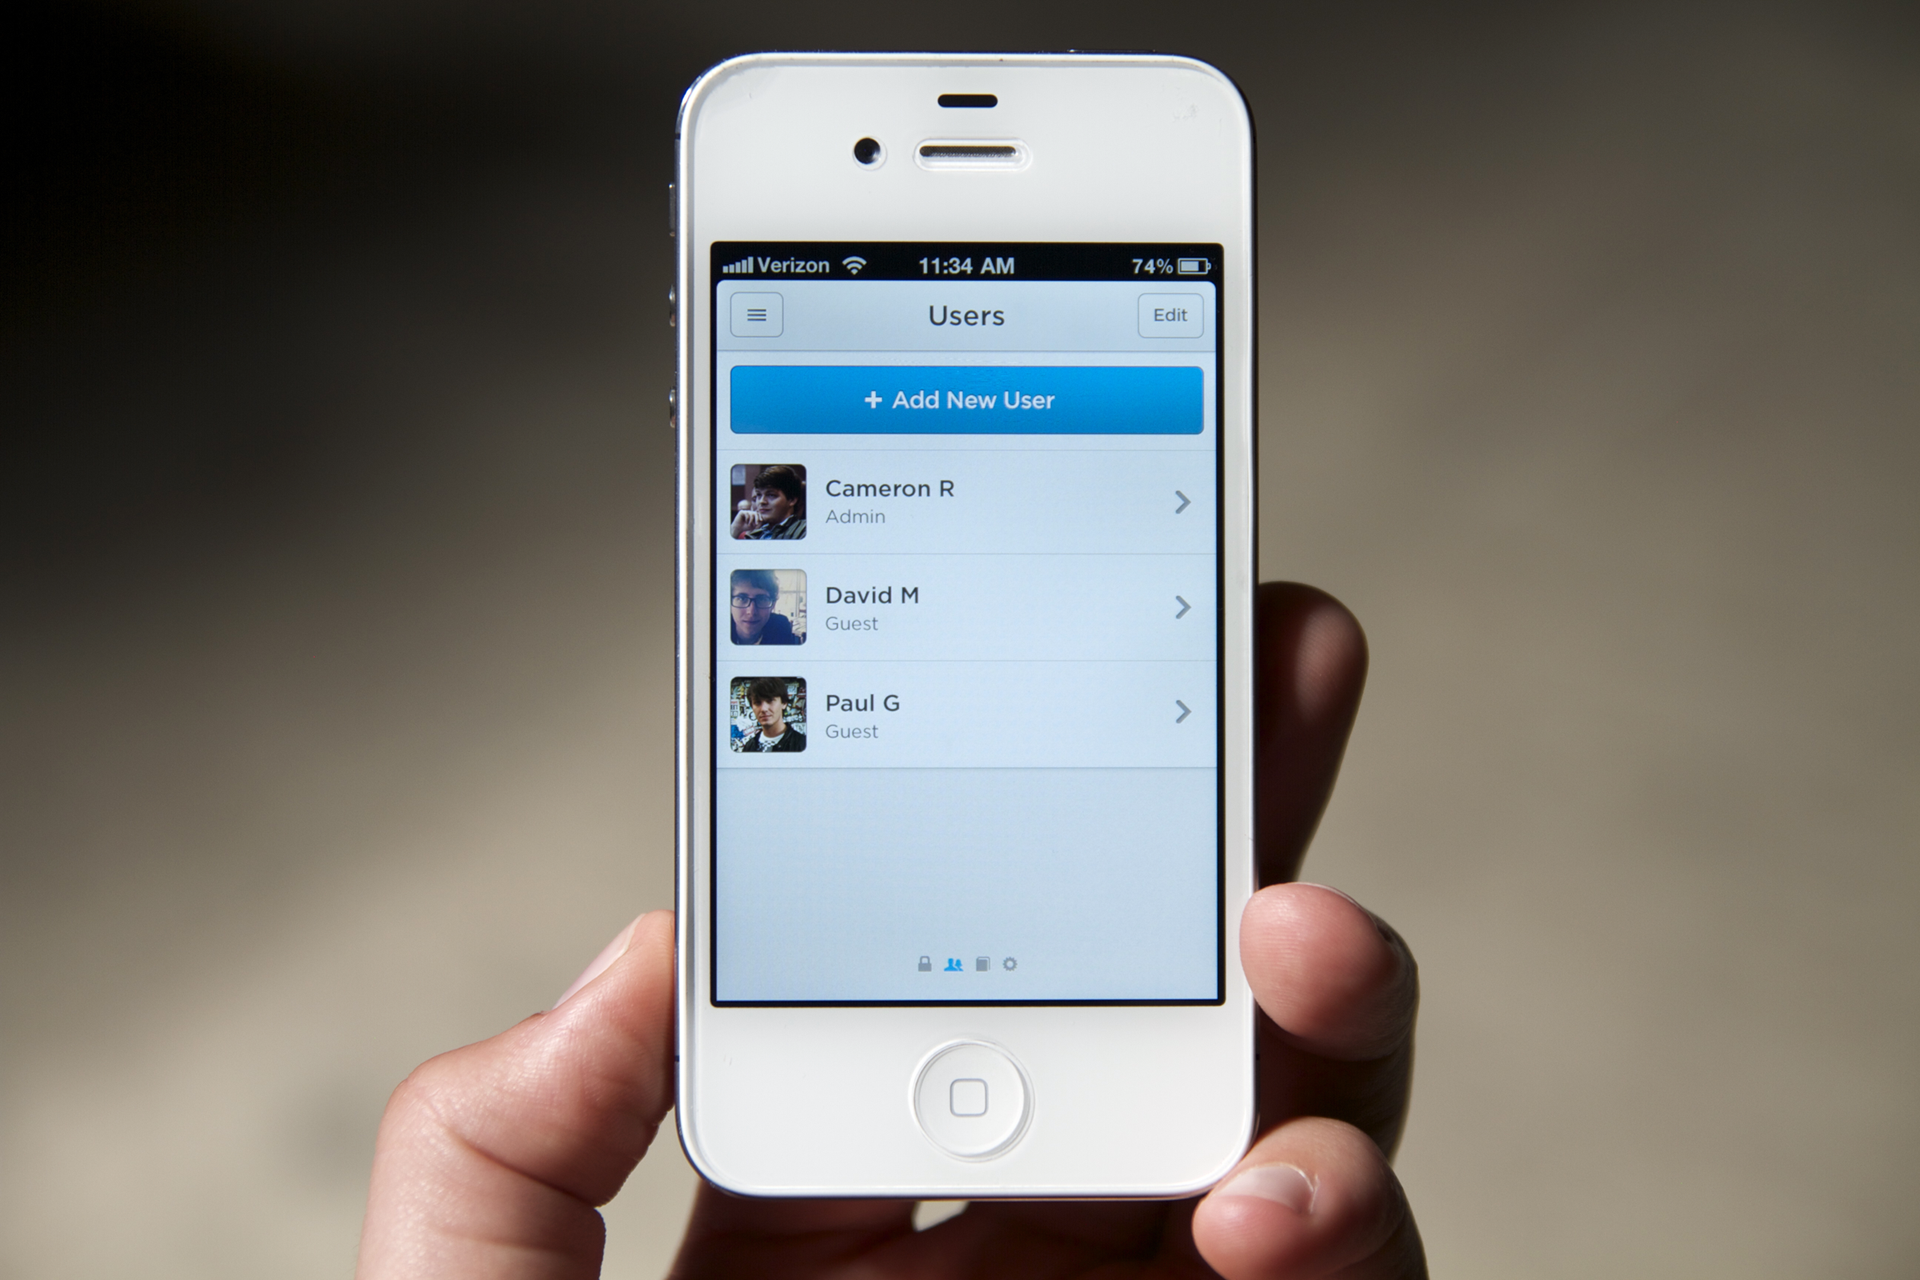 Verizon 11:34 AM 74%
Users Edit
+ Add New User
Cameron R
Admin
David M
Guest
Paul G
Guest